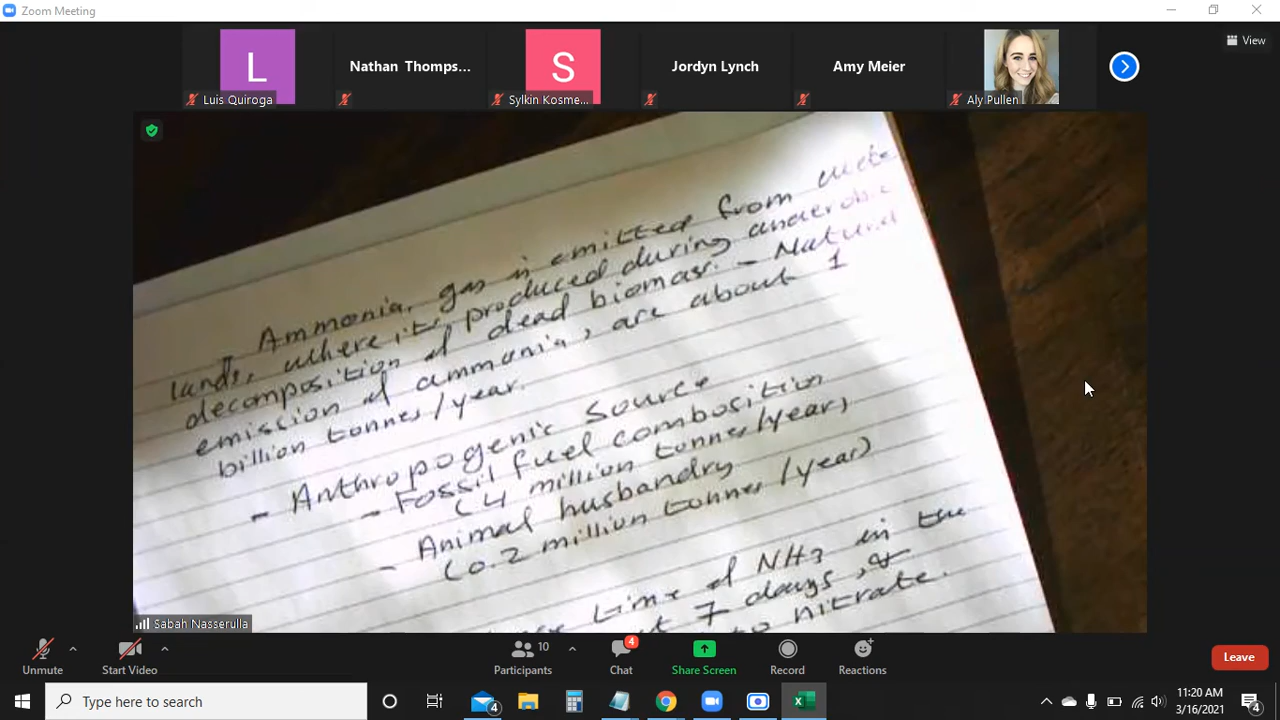 Zoom Meeting
View
L
Luis Quiroga
Nathan Thomps...
S
Sylkin Kosme...
Jordyn Lynch
Amy Meier
Aly Pullen
Ammonia, gas is emitted from
lands, where it's produced during anaerobic
decomposition of dead biomass. - Natural
emission of ammonia, are about 1
billion tonnes/year.
- Anthropogenic Source
- Fossil fuel combosition
(4 million tonnes/year)
- Animal husbandry
(0.2 million tonnes/year)
time of NH3 in the
7 days, &
to nitrate.
Sabah Nasserulla
Unmute
Start Video
10
Participants
4
Chat
Share Screen
Record
Reactions
Leave
Type here to search
4
11:20 AM
3/16/2021
4